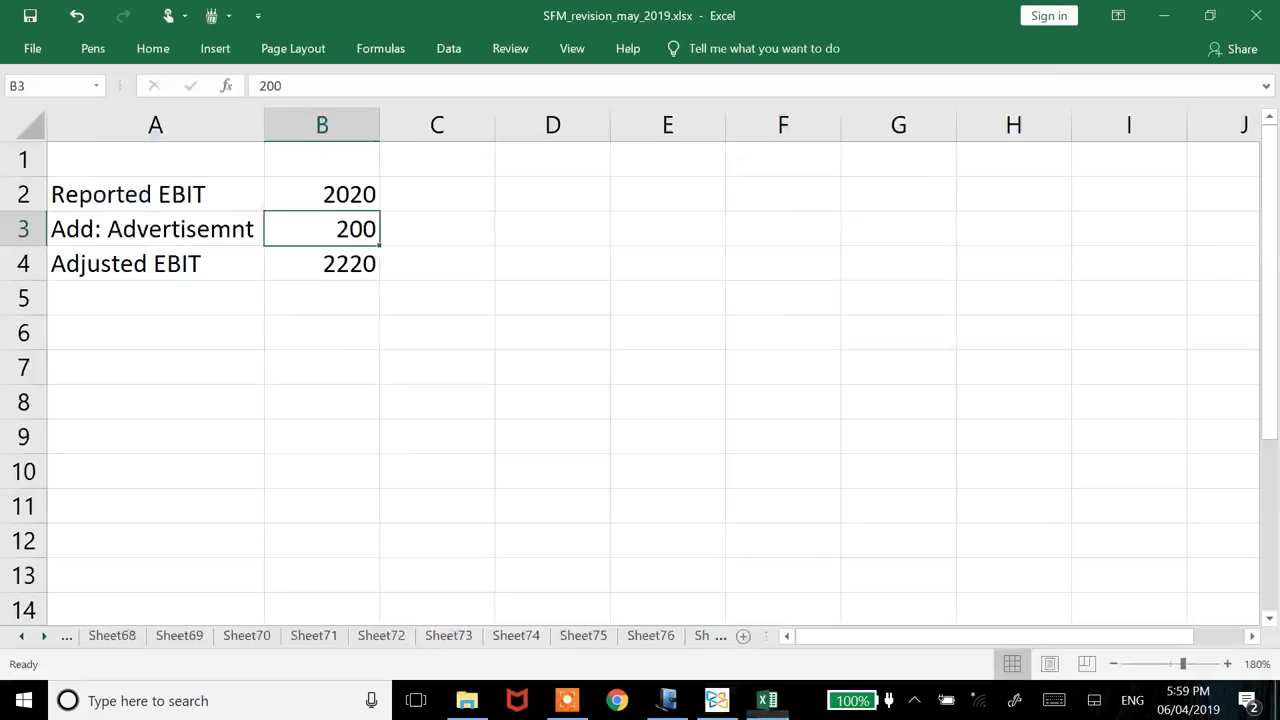 SFM_revision_may_2019.xlsx - Excel
Sign in
File Pens Home Insert Page Layout Formulas Data Review View Help Tell me what you want to do Share
B3 fx 200
A B C D E F G H I J
1
2 Reported EBIT 2020
3 Add: Advertisemnt 200
4 Adjusted EBIT 2220
5
6
7
8
9
10
11
12
13
14
... Sheet68 Sheet69 Sheet70 Sheet71 Sheet72 Sheet73 Sheet74 Sheet75 Sheet76 Sh ...
Ready 180%
Type here to search 100% ENG 5:59 PM
06/04/2019 2